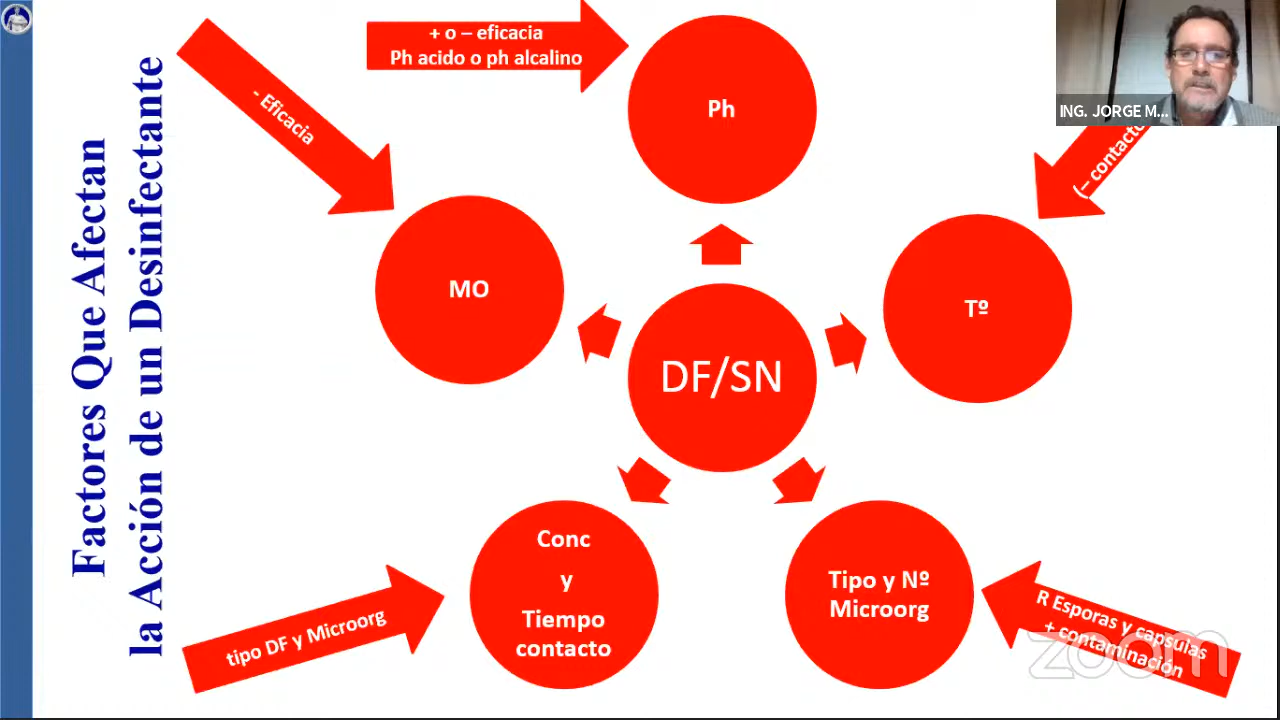 Factores Que Afectan
la Acción de un Desinfectante
+ o – eficacia
Ph acido o ph alcalino
- Eficacia
Ph
ING. JORGE M...
(– contacto
MO
Tº
DF/SN
Conc
y
Tiempo
contacto
Tipo y Nº
Microorg
tipo DF y Microorg
R Esporas y capsulas
+ contaminación
zoom